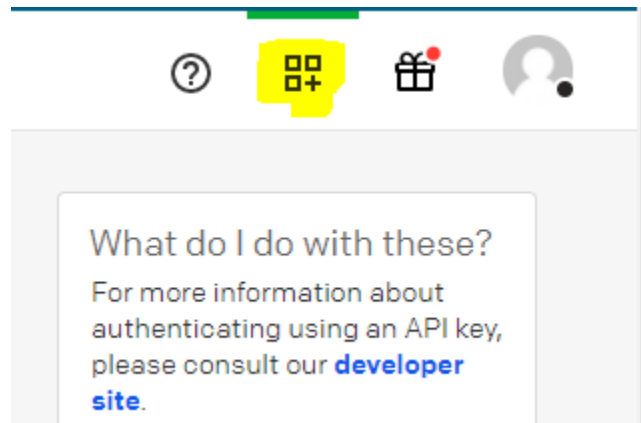 What do I do with these?
For more information about
authenticating using an API key,
please consult our developer
site.